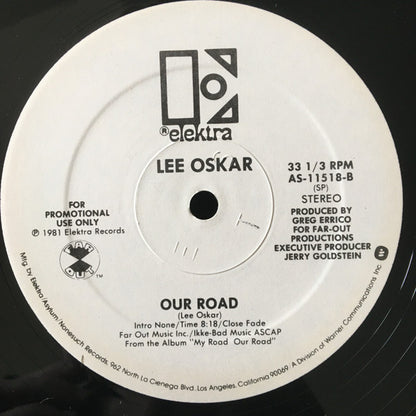 ® elektra
LEE OSKAR
FOR
PROMOTIONAL
USE ONLY
℗ 1981 Elektra Records
FAR
OUT
TM
33 1/3 RPM
AS-11518-B
(SP)
STEREO
PRODUCED BY
GREG ERRICO
FOR FAR-OUT
PRODUCTIONS
EXECUTIVE PRODUCER
JERRY GOLDSTEIN
OUR ROAD
(Lee Oskar)
Intro None/Time 8:18/Close Fade
Far Out Music Inc./Ikke-Bad Music ASCAP
From the Album "My Road Our Road"
Mfg. by Elektra/Asylum/Nonesuch Records, 962 North La Cienega Blvd., Los Angeles, California 90069. A Division of Warner Communications Inc.